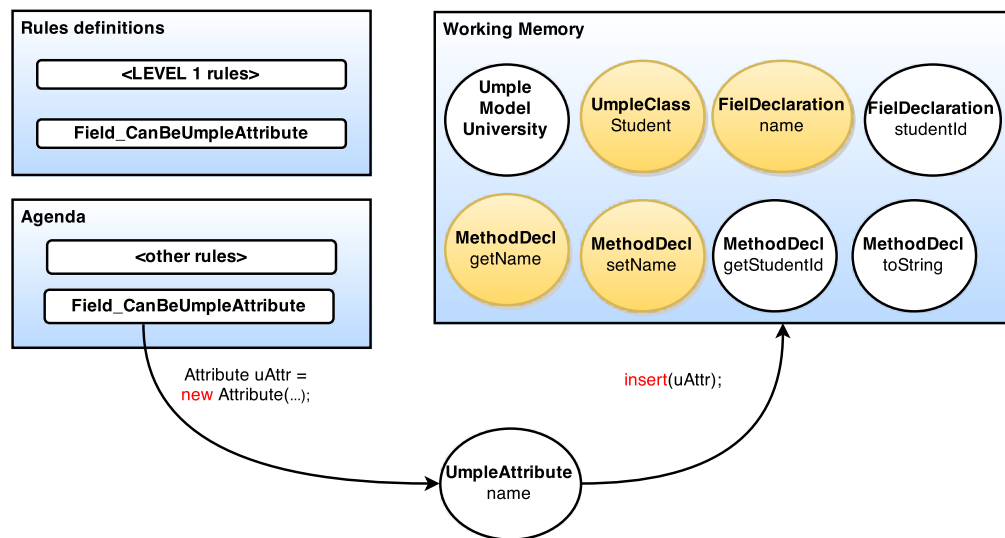 Rules definitions
<LEVEL 1 rules>
Field_CanBeUmpleAttribute
Agenda
<other rules>
Field_CanBeUmpleAttribute
Working Memory
Umple
Model
University
UmpleClass
Student
FielDeclaration
name
FielDeclaration
studentId
MethodDecl
getName
MethodDecl
setName
MethodDecl
getStudentId
MethodDecl
toString
Attribute uAttr =
new Attribute(...);
insert(uAttr);
UmpleAttribute
name